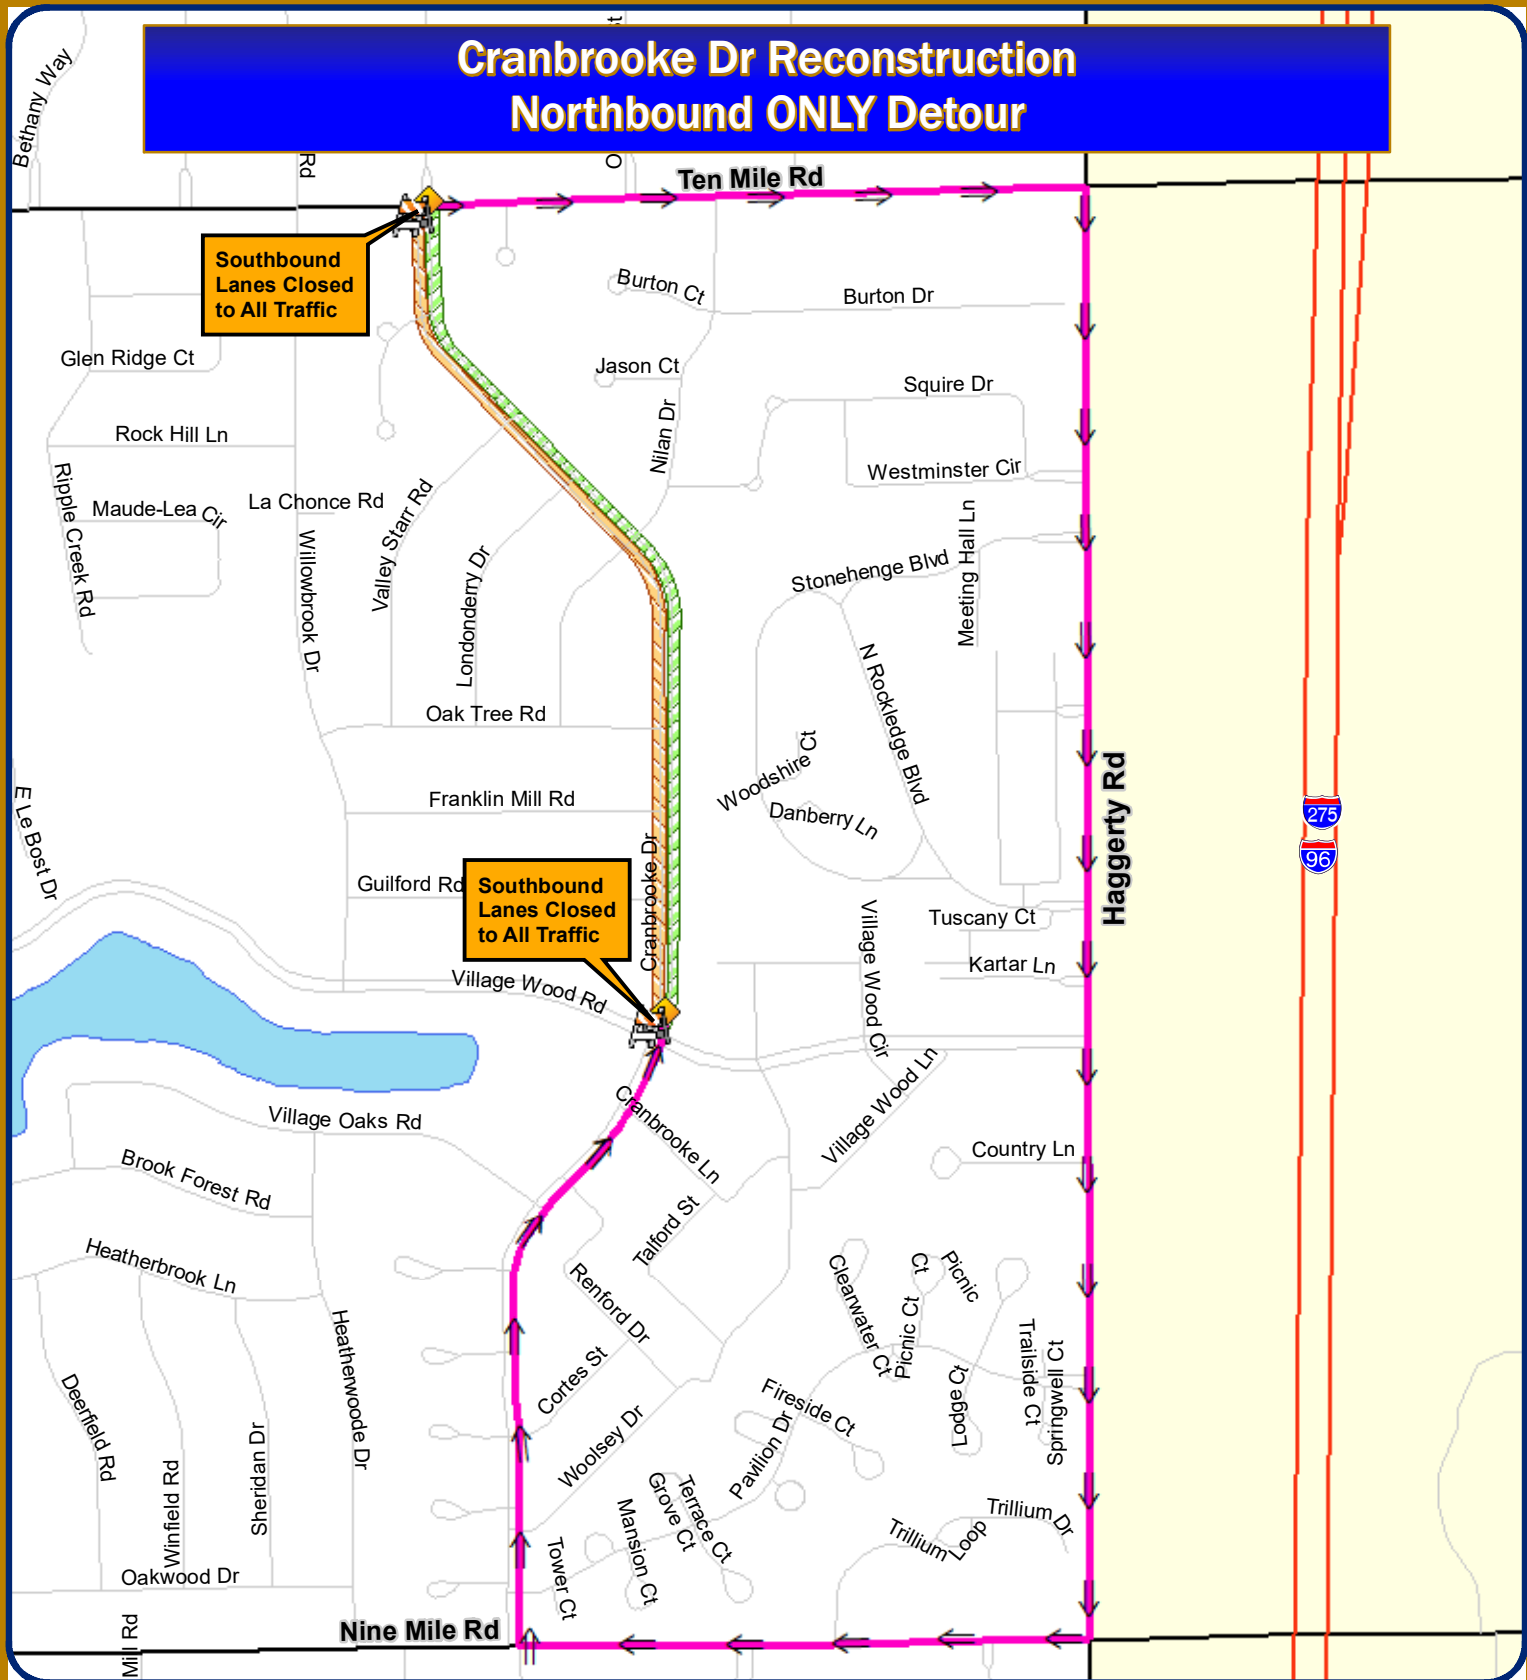 Cranbrooke Dr Reconstruction
Northbound ONLY Detour
Bethany Way
Rd
O
Ten Mile Rd
Southbound
Lanes Closed
to All Traffic
Burton Ct
Burton Dr
Glen Ridge Ct
Jason Ct
Squire Dr
Nilan Dr
Rock Hill Ln
Westminster Cir
Ripple Creek Rd
Maude-Lea Cir
La Chonce Rd
Valley Starr Rd
Willowbrook Dr
Londonderry Dr
Stonehenge Blvd
Meeting Hall Ln
N Rockledge Blvd
Oak Tree Rd
Woodshire Ct
Danberry Ln
Franklin Mill Rd
E Le Bost Dr
Haggerty Rd
275
96
Cranbrooke Dr
Guilford Rd
Southbound
Lanes Closed
to All Traffic
Tuscany Ct
Village Wood Cir
Kartar Ln
Village Wood Rd
Village Wood Ln
Village Oaks Rd
Cranbrooke Ln
Country Ln
Brook Forest Rd
Talford St
Heatherbrook Ln
Renford Dr
Clearwater Ct
Picnic Ct
Picnic
Ct
Trailside Ct
Springwell Ct
Heatherwoode Dr
Cortes St
Lodge Ct
Deerfield Rd
Fireside Ct
Woolsey Dr
Pavilion Dr
Winfield Rd
Sheridan Dr
Grove Ct
Terrace Ct
Mansion Ct
Trillium Dr
Trillium Loop
Tower Ct
Oakwood Dr
Nine Mile Rd
Mill Rd